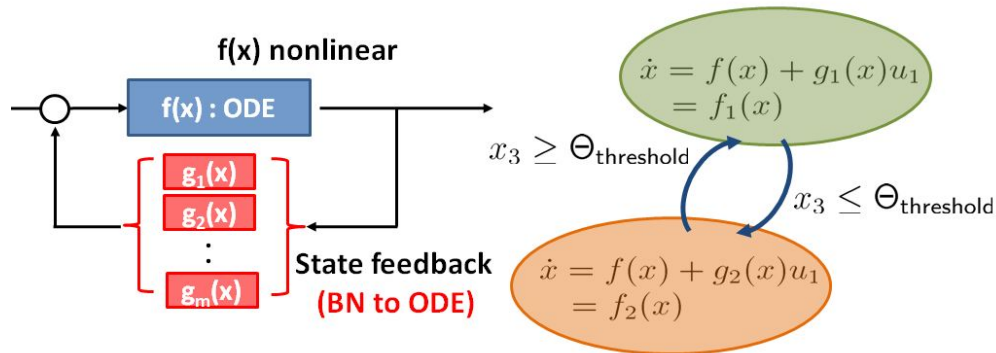 f(x) nonlinear
f(x) : ODE
g₁(x)
g₂(x)
⋮
gₘ(x)
State feedback
(BN to ODE)
ẋ = f(x) + g₁(x)u₁
= f₁(x)
x₃ ≥ Θthreshold
x₃ ≤ Θthreshold
ẋ = f(x) + g₂(x)u₁
= f₂(x)